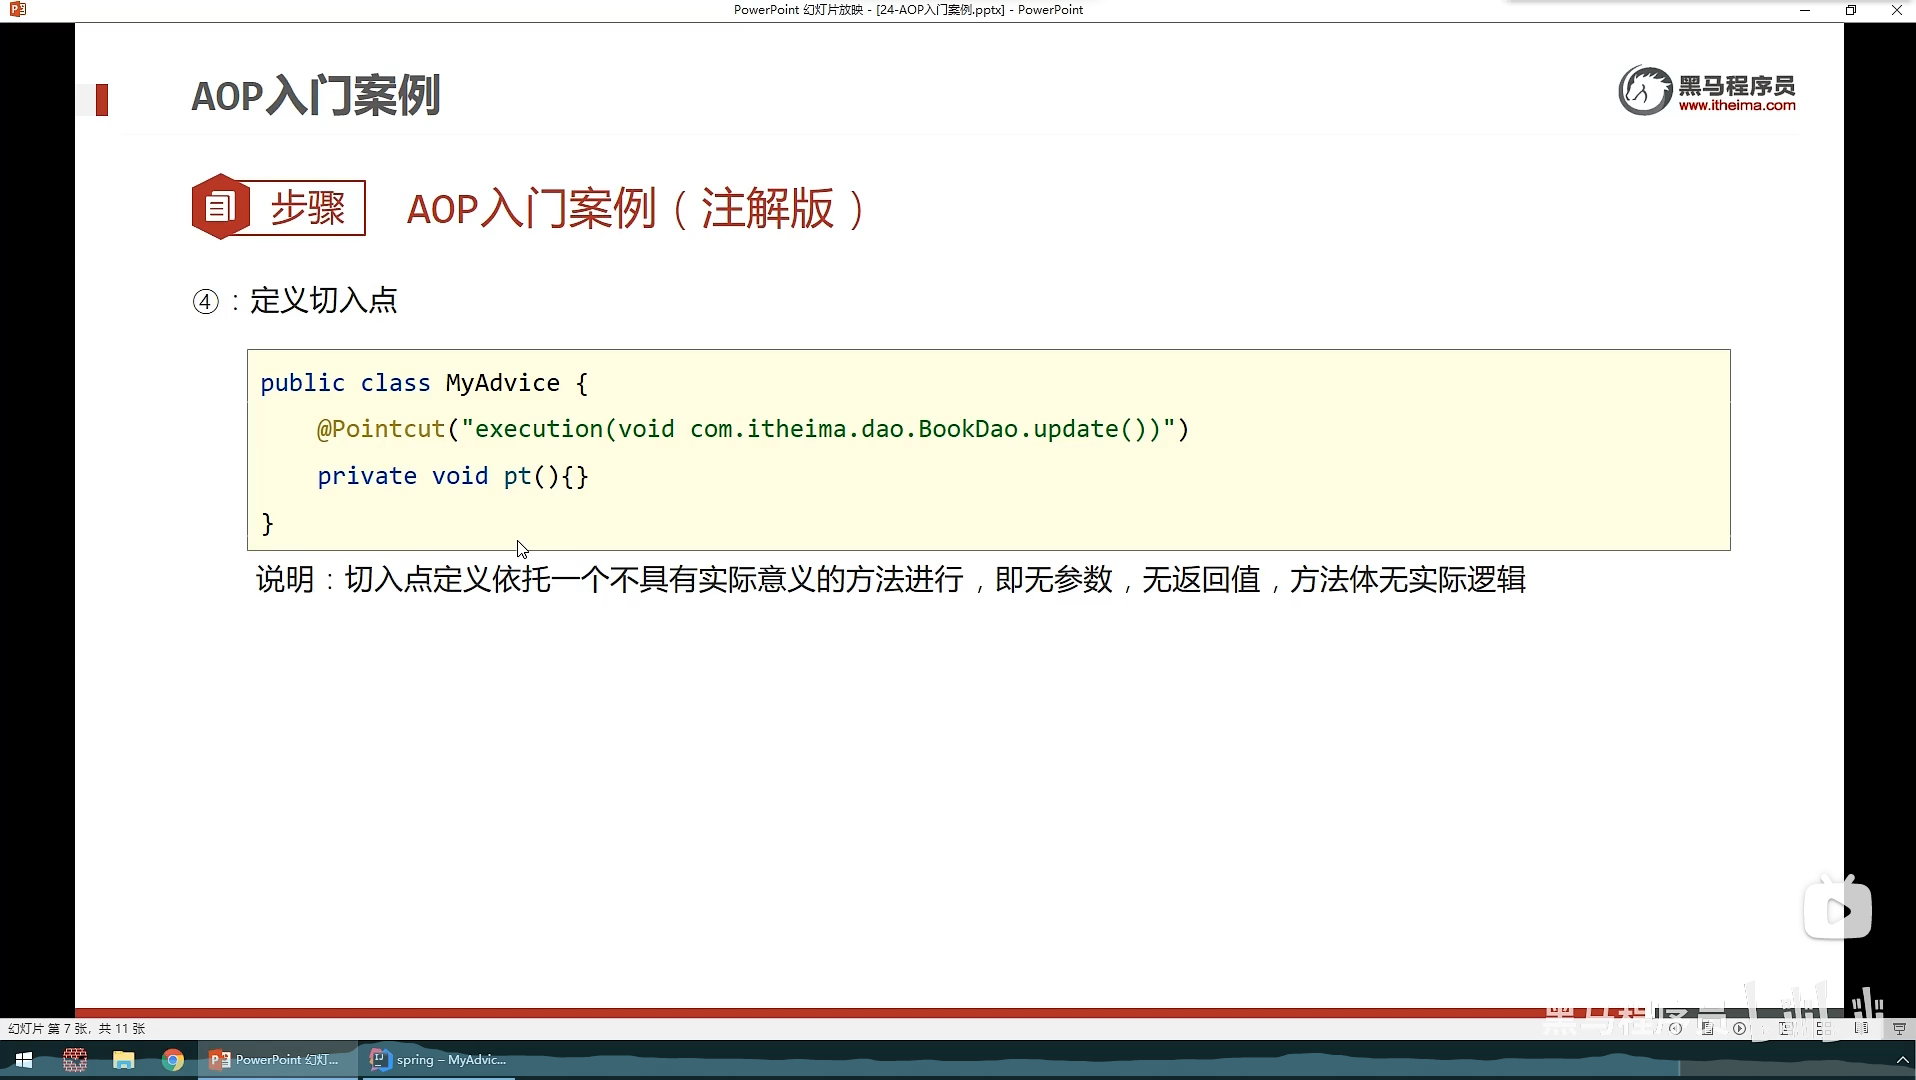 PowerPoint 幻灯片放映 - [24-AOP入门案例.pptx] - PowerPoint
AOP入门案例
黑马程序员
www.itheima.com
步骤
AOP入门案例（注解版）
④：定义切入点
public class MyAdvice {
@Pointcut("execution(void com.itheima.dao.BookDao.update())")
private void pt(){}
}
说明：切入点定义依托一个不具有实际意义的方法进行，即无参数，无返回值，方法体无实际逻辑
黑马程序员
幻灯片 第 7 张，共 11 张
PowerPoint 幻灯...
spring – MyAdvic...